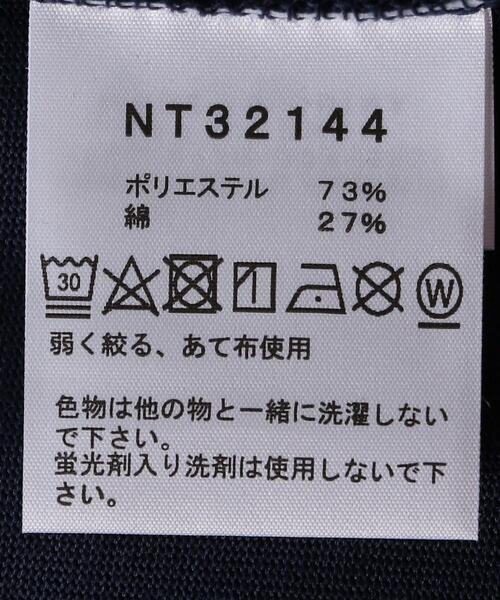 NT32144
ポリエステル 73%
綿 27%
30 W
弱く絞る、あて布使用
色物は他の物と一緒に洗濯しない
で下さい。
蛍光剤入り洗剤は使用しないで下
さい。